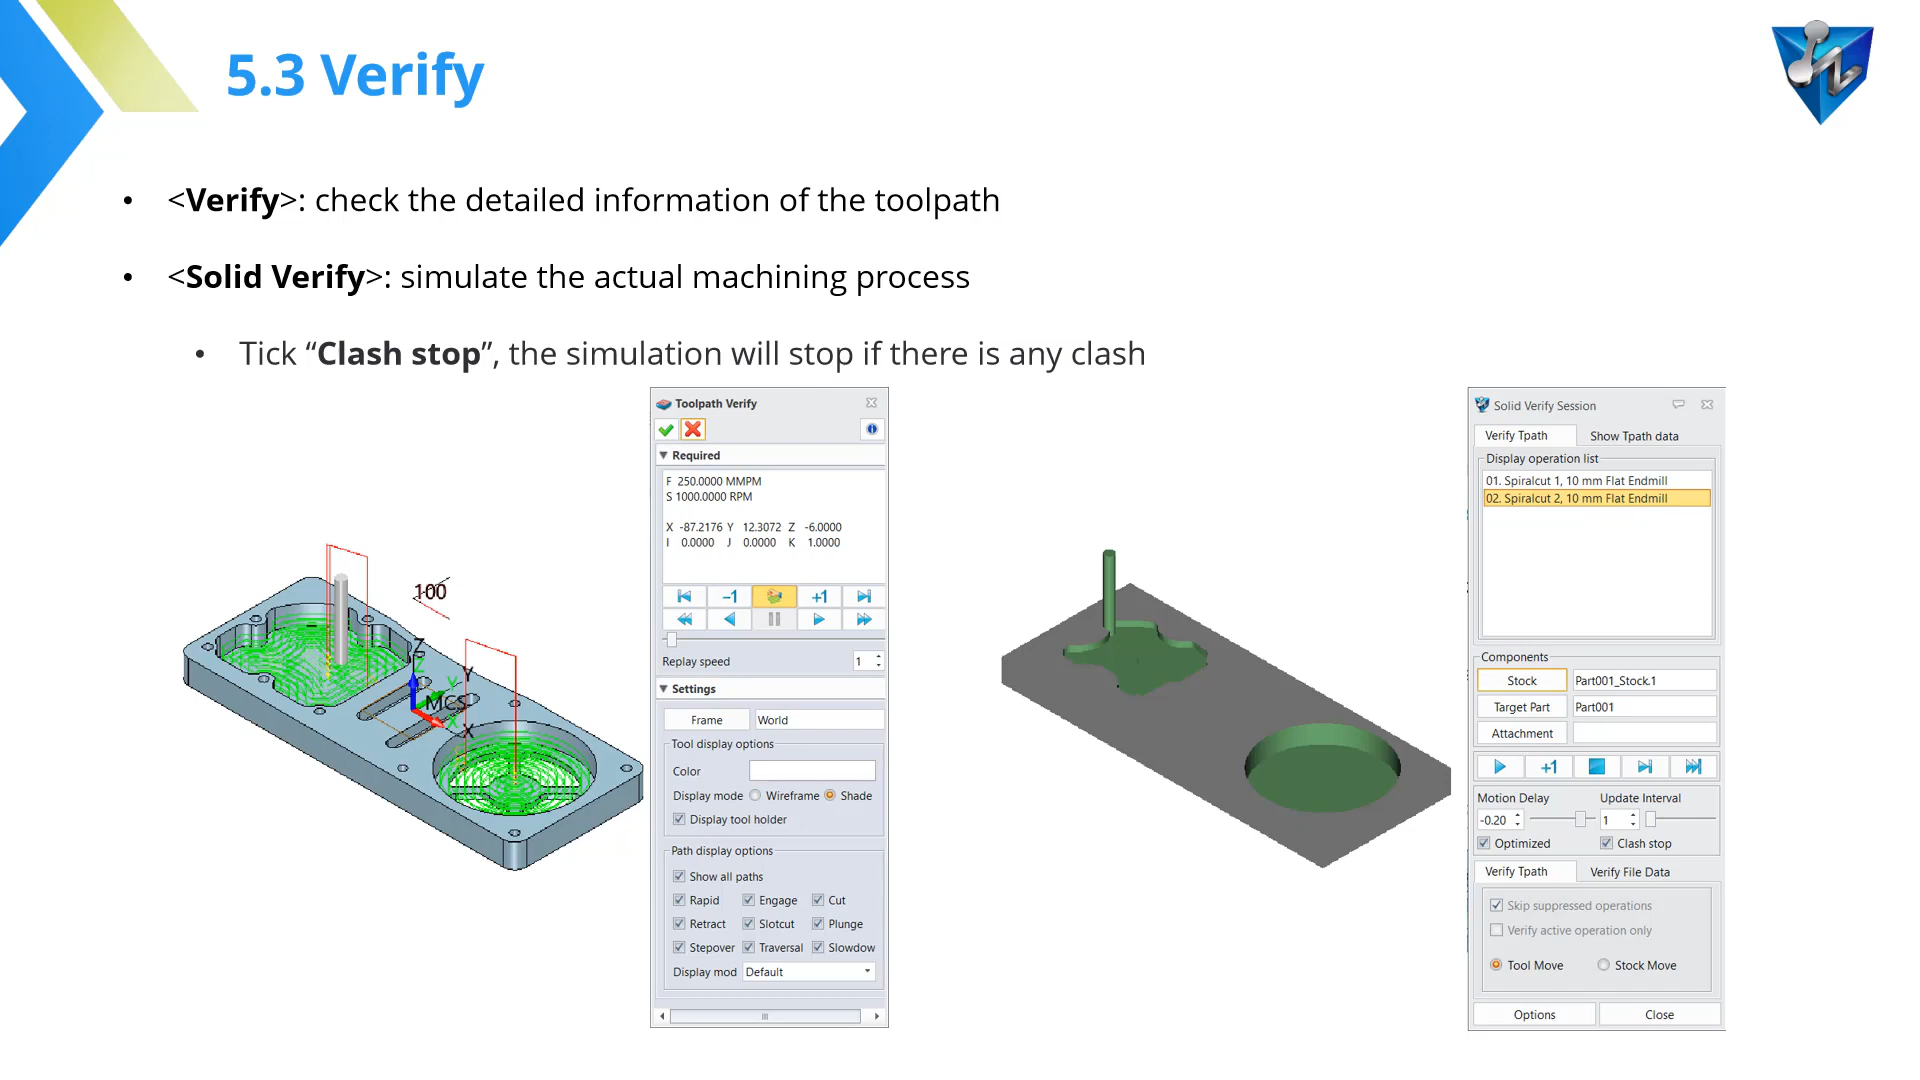 5.3 Verify
• <Verify>: check the detailed information of the toolpath
• <Solid Verify>: simulate the actual machining process
• Tick “Clash stop”, the simulation will stop if there is any clash
100
Z
Z
Y
Y
MCS
X
X
Toolpath Verify
Required
F 250.0000 MMPM
S 1000.0000 RPM
X -87.2176 Y 12.3072 Z -6.0000
I 0.0000 J 0.0000 K 1.0000
-1 +1
Replay speed 1
Settings
Frame World
Tool display options
Color
Display mode Wireframe Shade
Display tool holder
Path display options
Show all paths
Rapid Engage Cut
Retract Slotcut Plunge
Stepover Traversal Slowdow
Display mod Default
Solid Verify Session
Verify Tpath Show Tpath data
Display operation list
01. Spiralcut 1, 10 mm Flat Endmill
02. Spiralcut 2, 10 mm Flat Endmill
Components
Stock Part001_Stock.1
Target Part Part001
Attachment
+1
Motion Delay Update Interval
-0.20 1
Optimized Clash stop
Verify Tpath Verify File Data
Skip suppressed operations
Verify active operation only
Tool Move Stock Move
Options Close